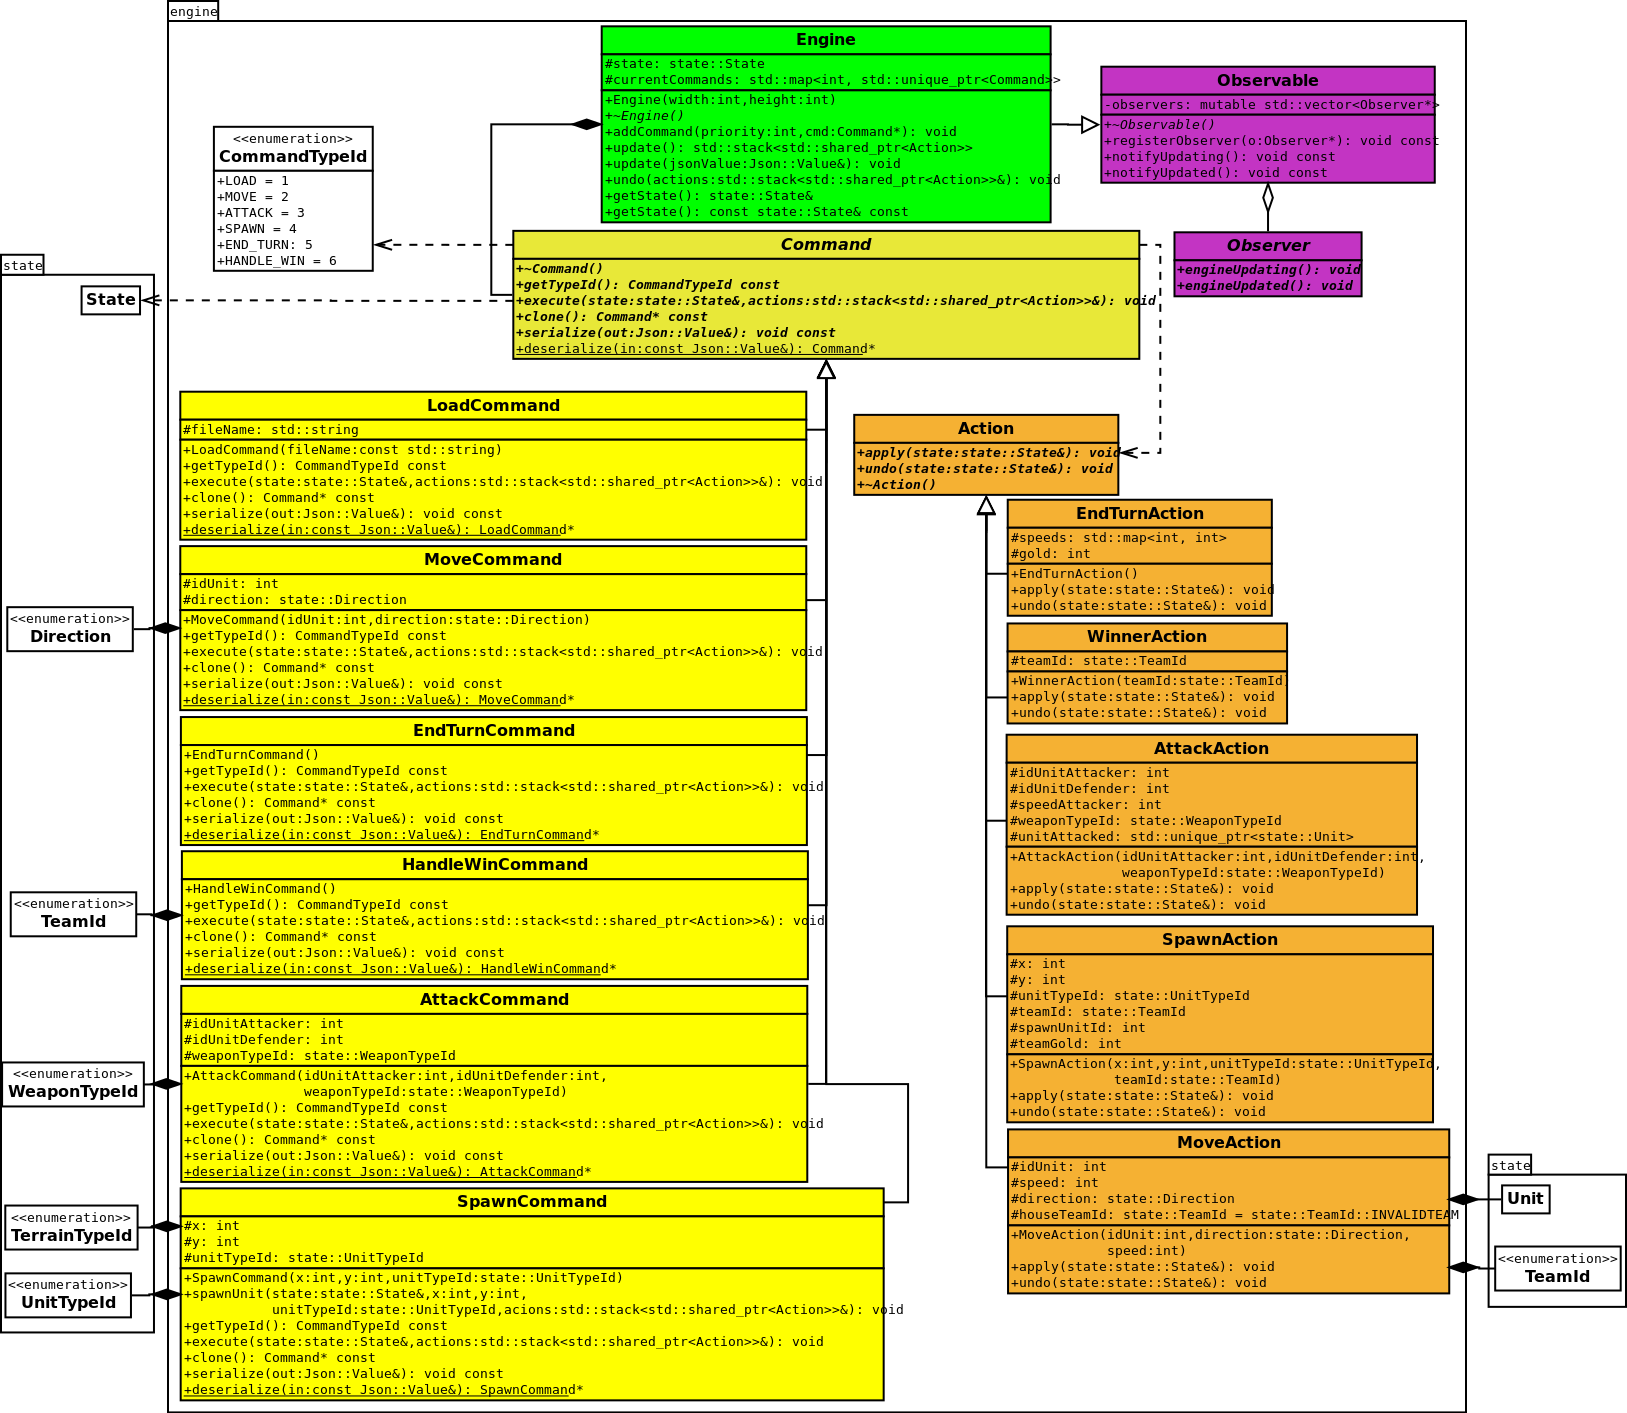 engine
Engine
#state: state::State
#currentCommands: std::map<int, std::unique_ptr<Command>>
+Engine(width:int,height:int)
+~Engine()
+addCommand(priority:int,cmd:Command*): void
+update(): std::stack<std::shared_ptr<Action>>
+update(jsonValue:Json::Value&): void
+undo(actions:std::stack<std::shared_ptr<Action>>&): void
+getState(): state::State&
+getState(): const state::State& const
Observable
-observers: mutable std::vector<Observer*>
+~Observable()
+registerObserver(o:Observer*): void const
+notifyUpdating(): void const
+notifyUpdated(): void const
Observer
+engineUpdating(): void
+engineUpdated(): void
<<enumeration>>
CommandTypeId
+LOAD = 1
+MOVE = 2
+ATTACK = 3
+SPAWN = 4
+END_TURN: 5
+HANDLE_WIN = 6
Command
+~Command()
+getTypeId(): CommandTypeId const
+execute(state:state::State&,actions:std::stack<std::shared_ptr<Action>>&): void
+clone(): Command* const
+serialize(out:Json::Value&): void const
+deserialize(in:const Json::Value&): Command*
state
State
<<enumeration>>
Direction
<<enumeration>>
TeamId
<<enumeration>>
WeaponTypeId
<<enumeration>>
TerrainTypeId
<<enumeration>>
UnitTypeId
LoadCommand
#fileName: std::string
+LoadCommand(fileName:const std::string)
+getTypeId(): CommandTypeId const
+execute(state:state::State&,actions:std::stack<std::shared_ptr<Action>>&): void
+clone(): Command* const
+serialize(out:Json::Value&): void const
+deserialize(in:const Json::Value&): LoadCommand*
MoveCommand
#idUnit: int
#direction: state::Direction
+MoveCommand(idUnit:int,direction:state::Direction)
+getTypeId(): CommandTypeId const
+execute(state:state::State&,actions:std::stack<std::shared_ptr<Action>>&): void
+clone(): Command* const
+serialize(out:Json::Value&): void const
+deserialize(in:const Json::Value&): MoveCommand*
EndTurnCommand
+EndTurnCommand()
+getTypeId(): CommandTypeId const
+execute(state:state::State&,actions:std::stack<std::shared_ptr<Action>>&): void
+clone(): Command* const
+serialize(out:Json::Value&): void const
+deserialize(in:const Json::Value&): EndTurnCommand*
HandleWinCommand
+HandleWinCommand()
+getTypeId(): CommandTypeId const
+execute(state:state::State&,actions:std::stack<std::shared_ptr<Action>>&): void
+clone(): Command* const
+serialize(out:Json::Value&): void const
+deserialize(in:const Json::Value&): HandleWinCommand*
AttackCommand
#idUnitAttacker: int
#idUnitDefender: int
#weaponTypeId: state::WeaponTypeId
+AttackCommand(idUnitAttacker:int,idUnitDefender:int,
weaponTypeId:state::WeaponTypeId)
+getTypeId(): CommandTypeId const
+execute(state:state::State&,actions:std::stack<std::shared_ptr<Action>>&): void
+clone(): Command* const
+serialize(out:Json::Value&): void const
+deserialize(in:const Json::Value&): AttackCommand*
SpawnCommand
#x: int
#y: int
#unitTypeId: state::UnitTypeId
+SpawnCommand(x:int,y:int,unitTypeId:state::UnitTypeId)
+spawnUnit(state:state::State&,x:int,y:int,
unitTypeId:state::UnitTypeId,acions:std::stack<std::shared_ptr<Action>>&): void
+getTypeId(): CommandTypeId const
+execute(state:state::State&,actions:std::stack<std::shared_ptr<Action>>&): void
+clone(): Command* const
+serialize(out:Json::Value&): void const
+deserialize(in:const Json::Value&): SpawnCommand*
Action
+apply(state:state::State&): void
+undo(state:state::State&): void
+~Action()
EndTurnAction
#speeds: std::map<int, int>
#gold: int
+EndTurnAction()
+apply(state:state::State&): void
+undo(state:state::State&): void
WinnerAction
#teamId: state::TeamId
+WinnerAction(teamId:state::TeamId)
+apply(state:state::State&): void
+undo(state:state::State&): void
AttackAction
#idUnitAttacker: int
#idUnitDefender: int
#speedAttacker: int
#weaponTypeId: state::WeaponTypeId
#unitAttacked: std::unique_ptr<state::Unit>
+AttackAction(idUnitAttacker:int,idUnitDefender:int,
weaponTypeId:state::WeaponTypeId)
+apply(state:state::State&): void
+undo(state:state::State&): void
SpawnAction
#x: int
#y: int
#unitTypeId: state::UnitTypeId
#teamId: state::TeamId
#spawnUnitId: int
#teamGold: int
+SpawnAction(x:int,y:int,unitTypeId:state::UnitTypeId,
teamId:state::TeamId)
+apply(state:state::State&): void
+undo(state:state::State&): void
MoveAction
#idUnit: int
#speed: int
#direction: state::Direction
#houseTeamId: state::TeamId = state::TeamId::INVALIDTEAM
+MoveAction(idUnit:int,direction:state::Direction,
speed:int)
+apply(state:state::State&): void
+undo(state:state::State&): void
state
Unit
<<enumeration>>
TeamId